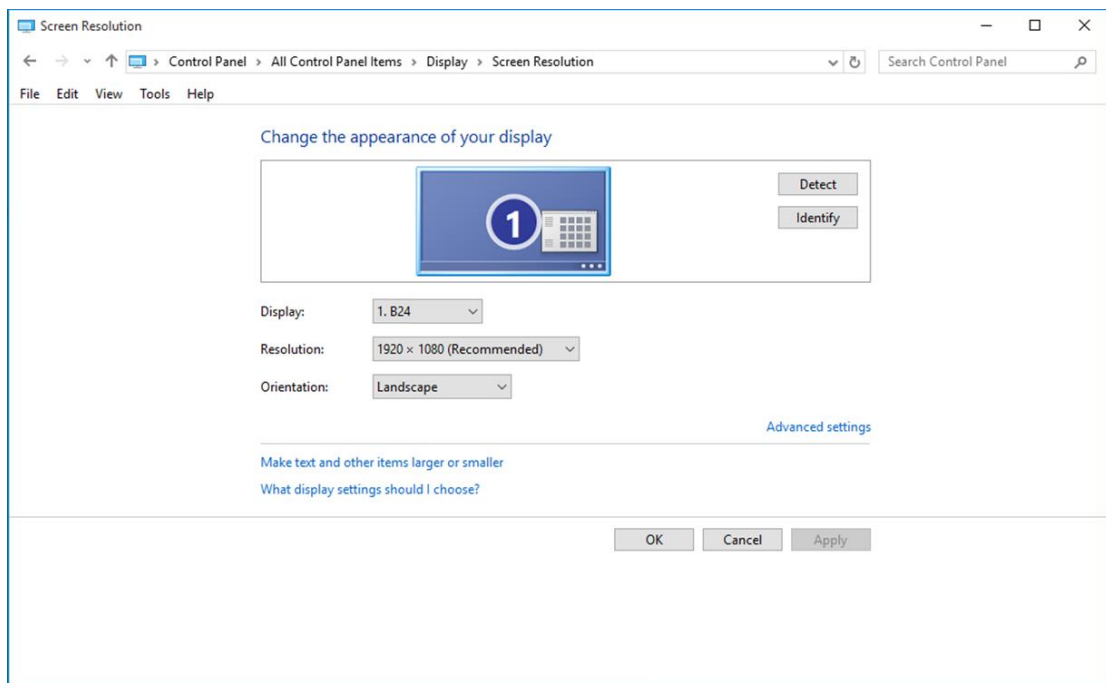 Screen Resolution
Control Panel > All Control Panel Items > Display > Screen Resolution
Search Control Panel
File Edit View Tools Help
Change the appearance of your display
1
Detect
Identify
Display: 1. B24
Resolution: 1920 × 1080 (Recommended)
Orientation: Landscape
Advanced settings
Make text and other items larger or smaller
What display settings should I choose?
OK Cancel Apply